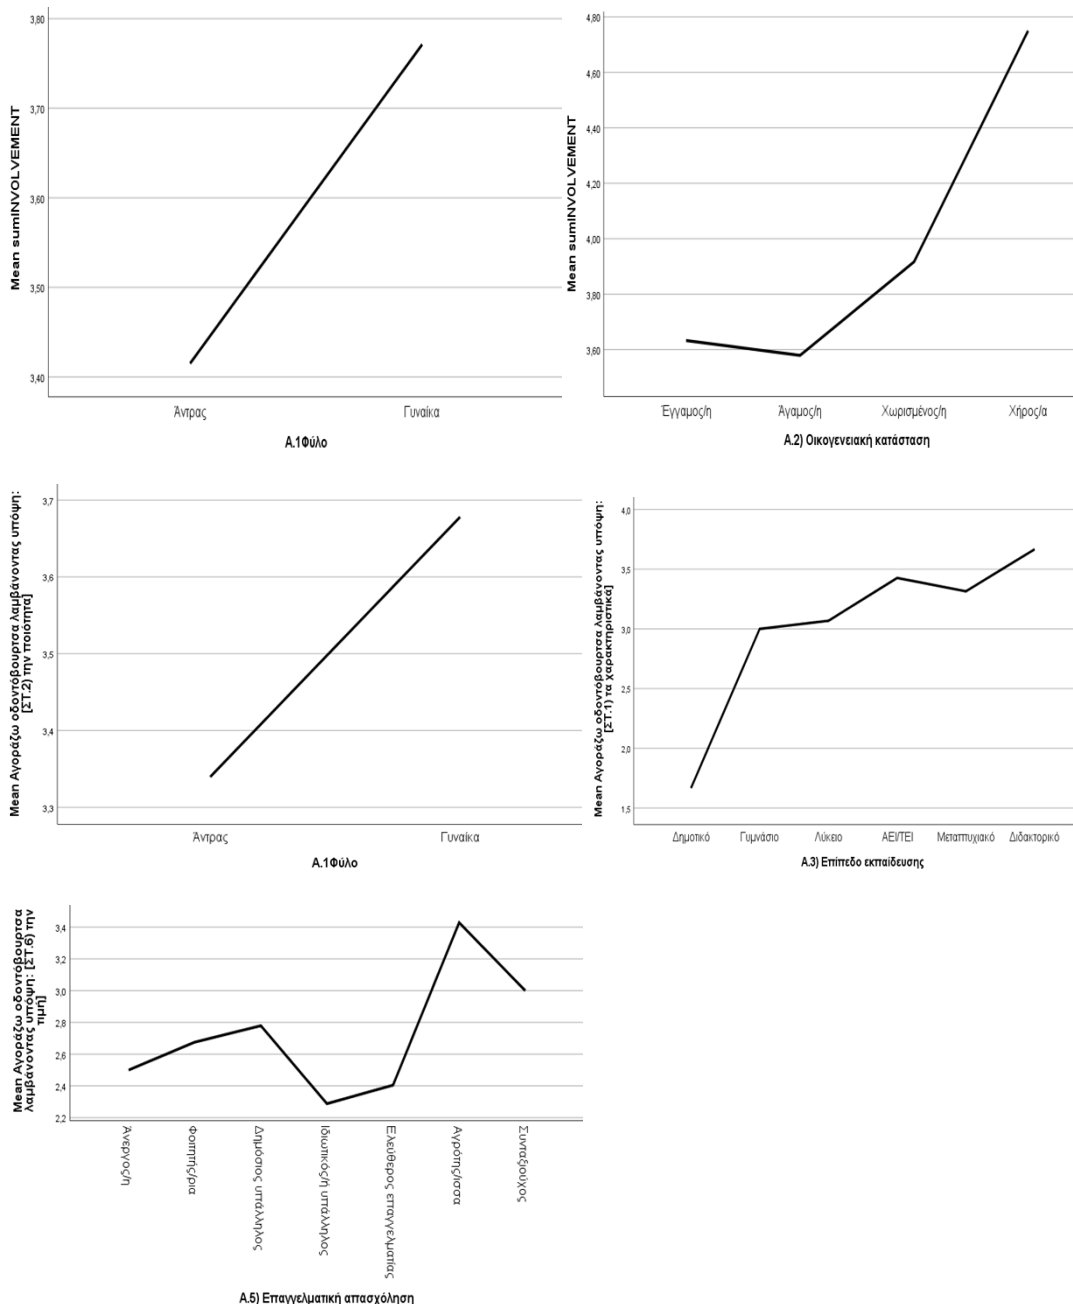 Mean sumINVOLVEMENT
3,80
3,70
3,60
3,50
3,40
Άντρας Γυναίκα
Α.1Φύλο
Mean sumINVOLVEMENT
4,80
4,60
4,40
4,20
4,00
3,80
3,60
Έγγαμος/η Άγαμος/η Χωρισμένος/η Χήρος/α
Α.2) Οικογενειακή κατάσταση
Mean Αγοράζω οδοντόβουρτσα λαμβάνοντας υπόψη:
[ΣΤ.2) την ποιότητα]
3,7
3,6
3,5
3,4
3,3
Άντρας Γυναίκα
Α.1Φύλο
Mean Αγοράζω οδοντόβουρτσα λαμβάνοντας υπόψη:
[ΣΤ.1) τα χαρακτηριστικά]
4,0
3,5
3,0
2,5
2,0
1,5
Δημοτικό Γυμνάσιο Λύκειο ΑΕΙ/ΤΕΙ Μεταπτυχιακό Διδακτορικό
Α.3) Επίπεδο εκπαίδευσης
Mean Αγοράζω οδοντόβουρτσα
λαμβάνοντας υπόψη: [ΣΤ.6) την
τιμή]
3,4
3,2
3,0
2,8
2,6
2,4
2,2
Άνεργος/η
Φοιτητής/ρια
Δημόσιος υπάλληλος
Ιδιωτικός/ή υπάλληλος
Ελεύθερος επαγγελματίας
Αγρότης/ισσα
Συνταξιούχος
Α.5) Επαγγελματική απασχόληση